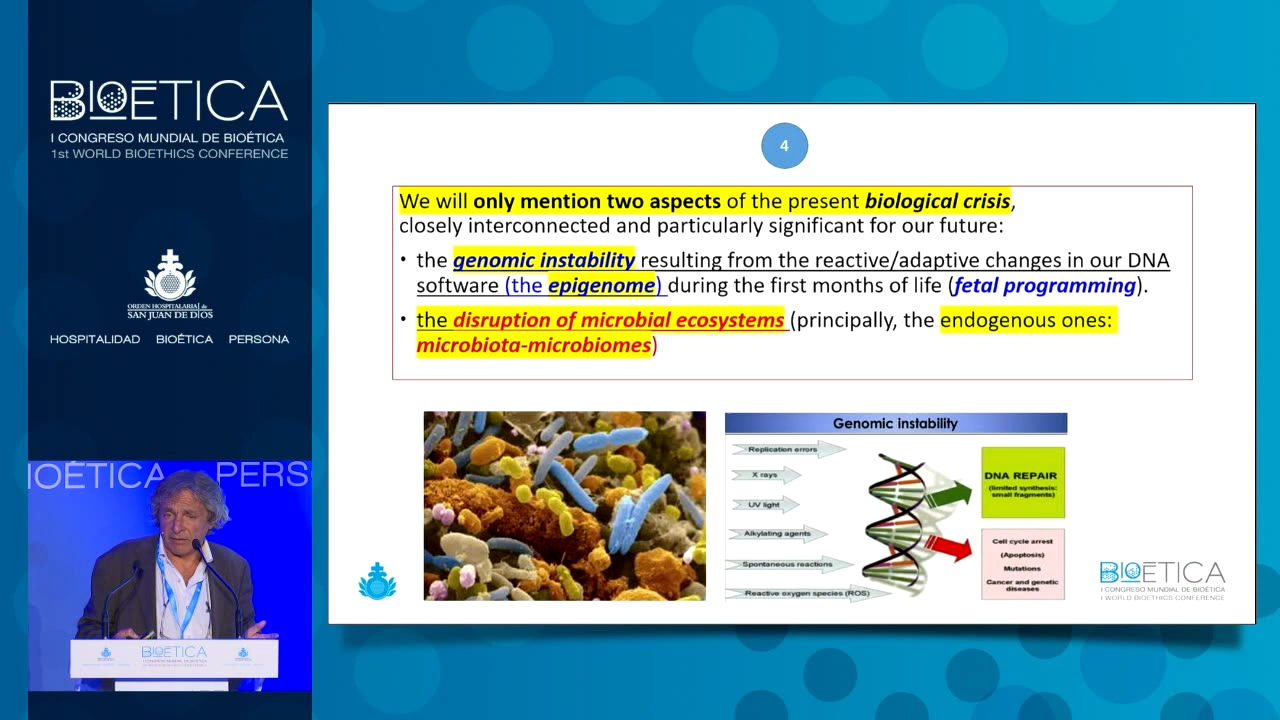 BIOÉTICA
I CONGRESO MUNDIAL DE BIOÉTICA
1st WORLD BIOETHICS CONFERENCE
ORDEN HOSPITALARIA de
SAN JUAN DE DIOS
HOSPITALIDAD BIOÉTICA PERSONA
IOÉTICA PERS
BIOÉTICA
4
We will only mention two aspects of the present biological crisis,
closely interconnected and particularly significant for our future:
• the genomic instability resulting from the reactive/adaptive changes in our DNA
software (the epigenome) during the first months of life (fetal programming).
• the disruption of microbial ecosystems (principally, the endogenous ones:
microbiota-microbiomes)
Genomic instability
Replication errors
X rays
UV light
Alkylating agents
Spontaneous reactions
Reactive oxygen species (ROS)
DNA REPAIR
(limited synthesis:
small fragments)
Cell cycle arrest
(Apoptosis)
Mutations
Cancer and genetic
diseases
BIOÉTICA
I CONGRESO MUNDIAL DE BIOÉTICA
I WORLD BIOETHICS CONFERENCE